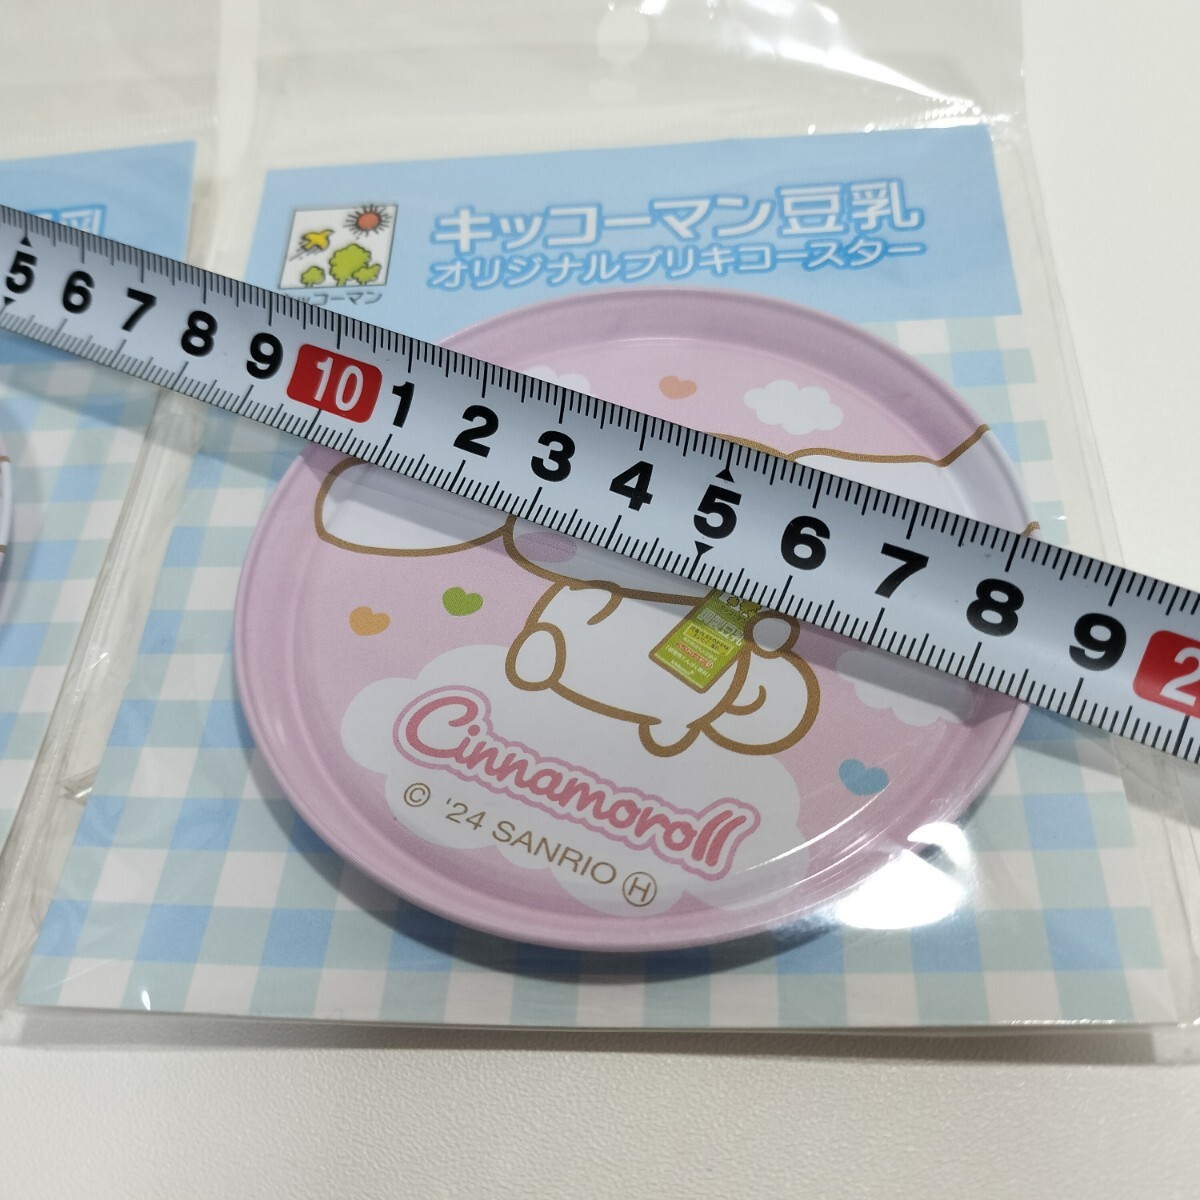 キッコーマン豆乳
オリジナルブリキコースター
キッコーマン
乳
5 6 7 8 9 10 1 2 3 4 5 6 7 8 9 2
Cinnamoroll
© '24 SANRIO Ⓗ